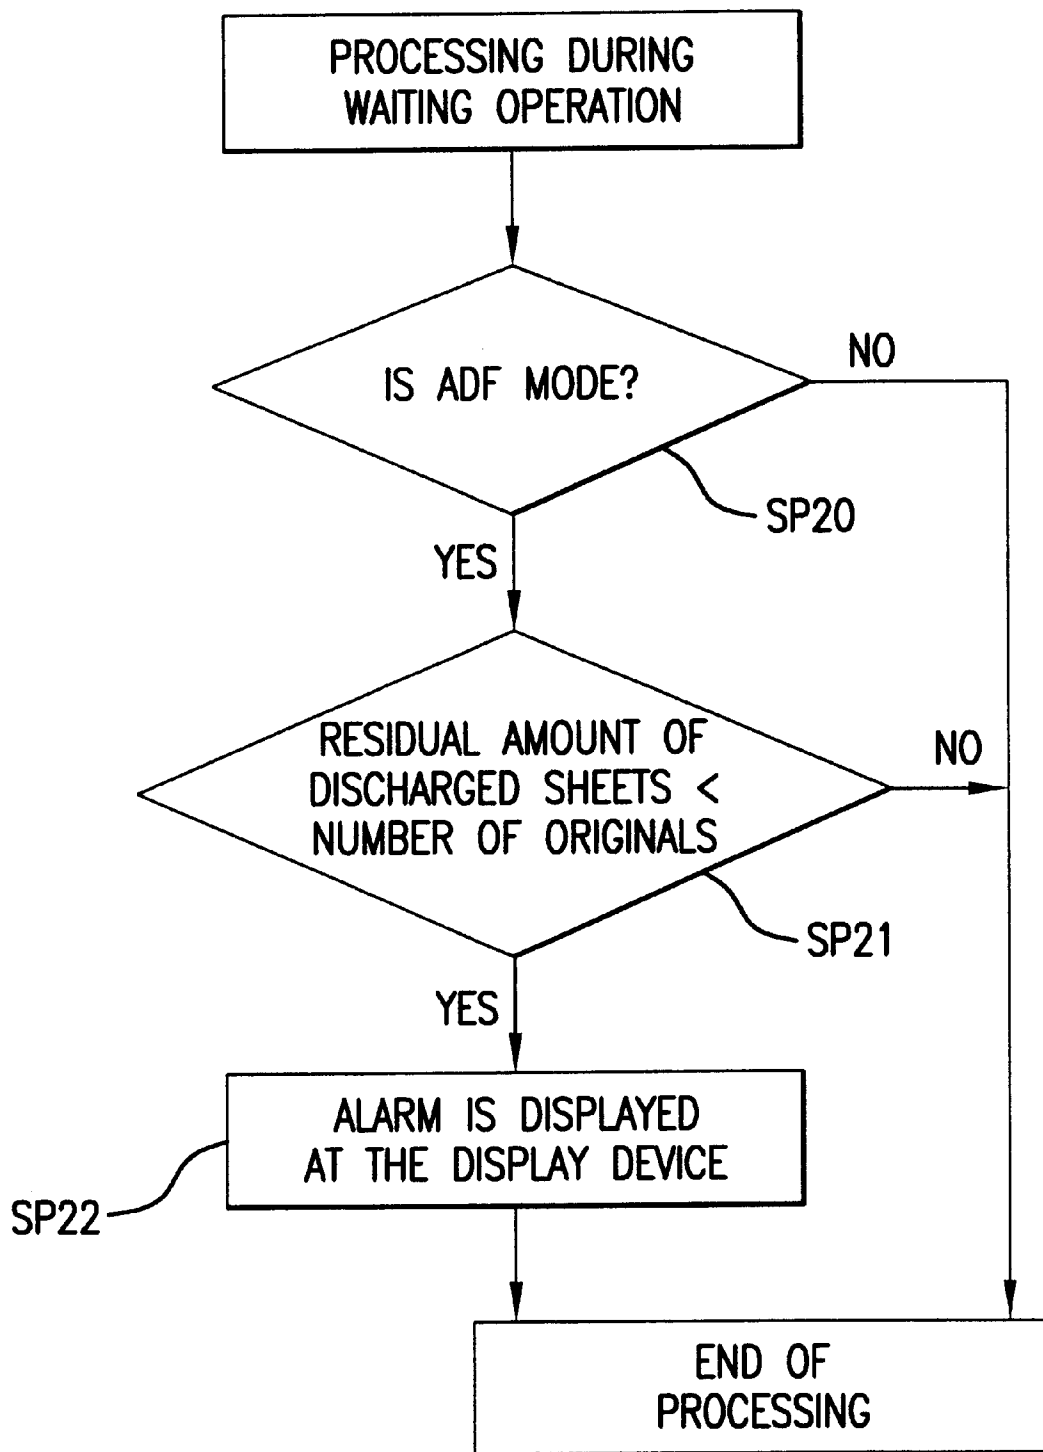 PROCESSING DURING
WAITING OPERATION
IS ADF MODE?
NO
SP20
YES
RESIDUAL AMOUNT OF
DISCHARGED SHEETS <
NUMBER OF ORIGINALS
NO
SP21
YES
ALARM IS DISPLAYED
AT THE DISPLAY DEVICE
SP22
END OF
PROCESSING